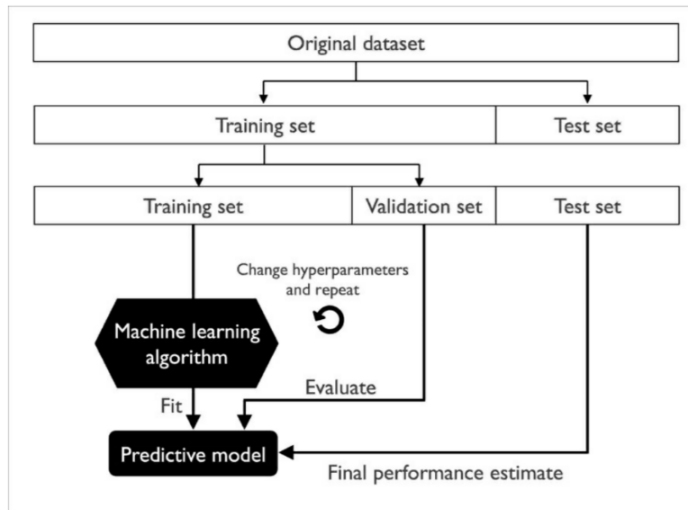 Original dataset
Training set
Test set
Training set
Validation set
Test set
Change hyperparameters
and repeat
Machine learning
algorithm
Fit
Evaluate
Predictive model
Final performance estimate